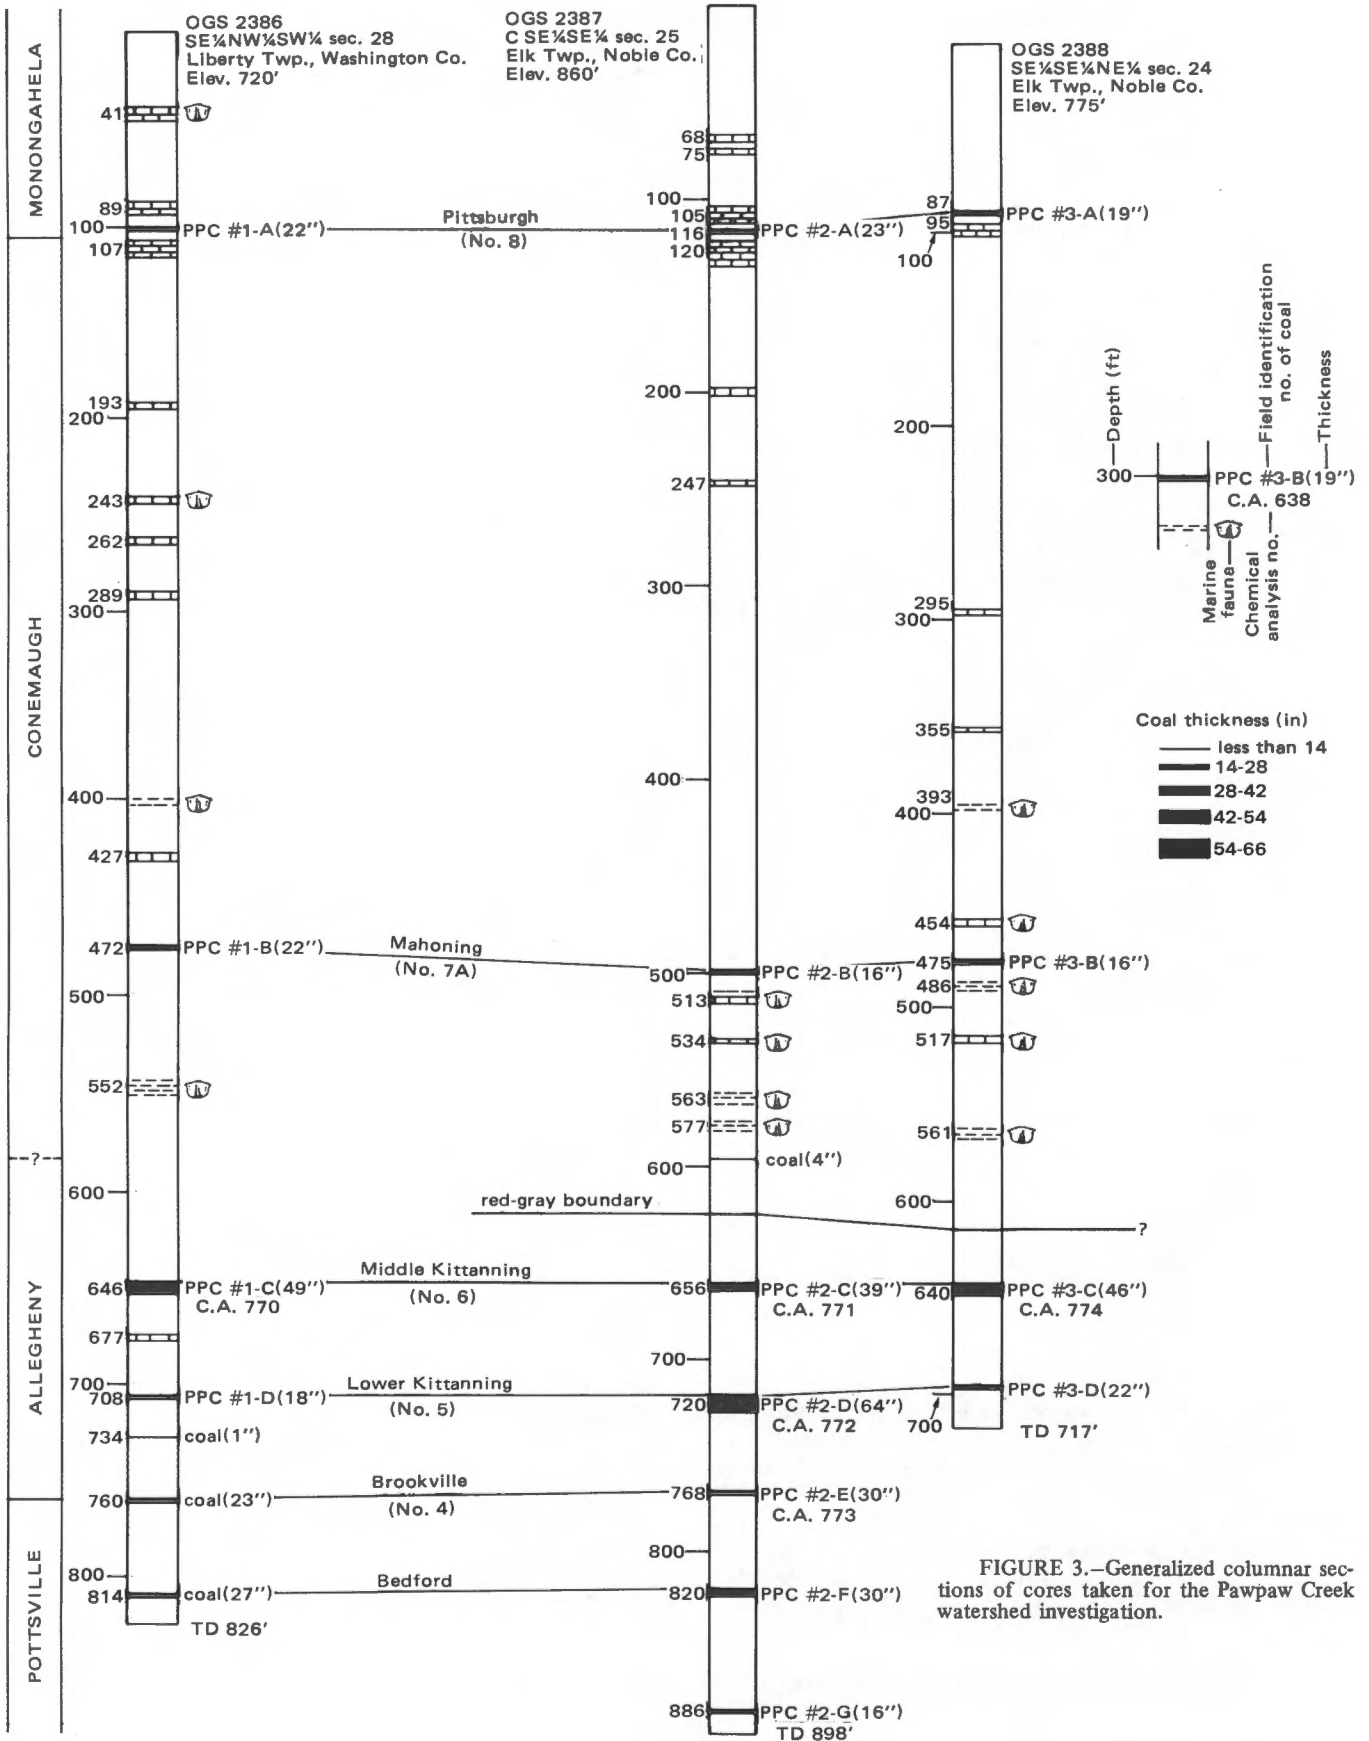 MONONGAHELA
CONEMAUGH
--?--
ALLEGHENY
POTTSVILLE
OGS 2386
SE¼NW¼SW¼ sec. 28
Liberty Twp., Washington Co.
Elev. 720′
41
89
100
PPC #1-A(22″)
107
193
200
243
262
289
300
400
427
472
PPC #1-B(22″)
500
552
600
646
PPC #1-C(49″)
C.A. 770
677
700
708
PPC #1-D(18″)
734
coal(1″)
760
coal(23″)
800
814
coal(27″)
TD 826′
Pittsburgh
(No. 8)
Mahoning
(No. 7A)
red-gray boundary
?
Middle Kittanning
(No. 6)
Lower Kittanning
(No. 5)
Brookville
(No. 4)
Bedford
OGS 2387
C SE¼SE¼ sec. 25
Elk Twp., Noble Co.
Elev. 860′
68
75
100
105
116
PPC #2-A(23″)
120
200
247
300
400
500
PPC #2-B(16″)
513
534
563
577
coal(4″)
600
656
PPC #2-C(39″)
C.A. 771
700
720
PPC #2-D(64″)
C.A. 772
768
PPC #2-E(30″)
C.A. 773
800
820
PPC #2-F(30″)
886
PPC #2-G(16″)
TD 898′
OGS 2388
SE¼SE¼NE¼ sec. 24
Elk Twp., Noble Co.
Elev. 775′
87
PPC #3-A(19″)
95
100
200
295
300
355
393
400
454
475
PPC #3-B(16″)
486
500
517
561
600
640
PPC #3-C(46″)
C.A. 774
PPC #3-D(22″)
700
TD 717′
Depth (ft)
Field identification
no. of coal
Thickness
300
PPC #3-B(19″)
C.A. 638
Marine
fauna
Chemical
analysis no.
Coal thickness (in)
less than 14
14-28
28-42
42-54
54-66
FIGURE 3.—Generalized columnar sec-
tions of cores taken for the Pawpaw Creek
watershed investigation.